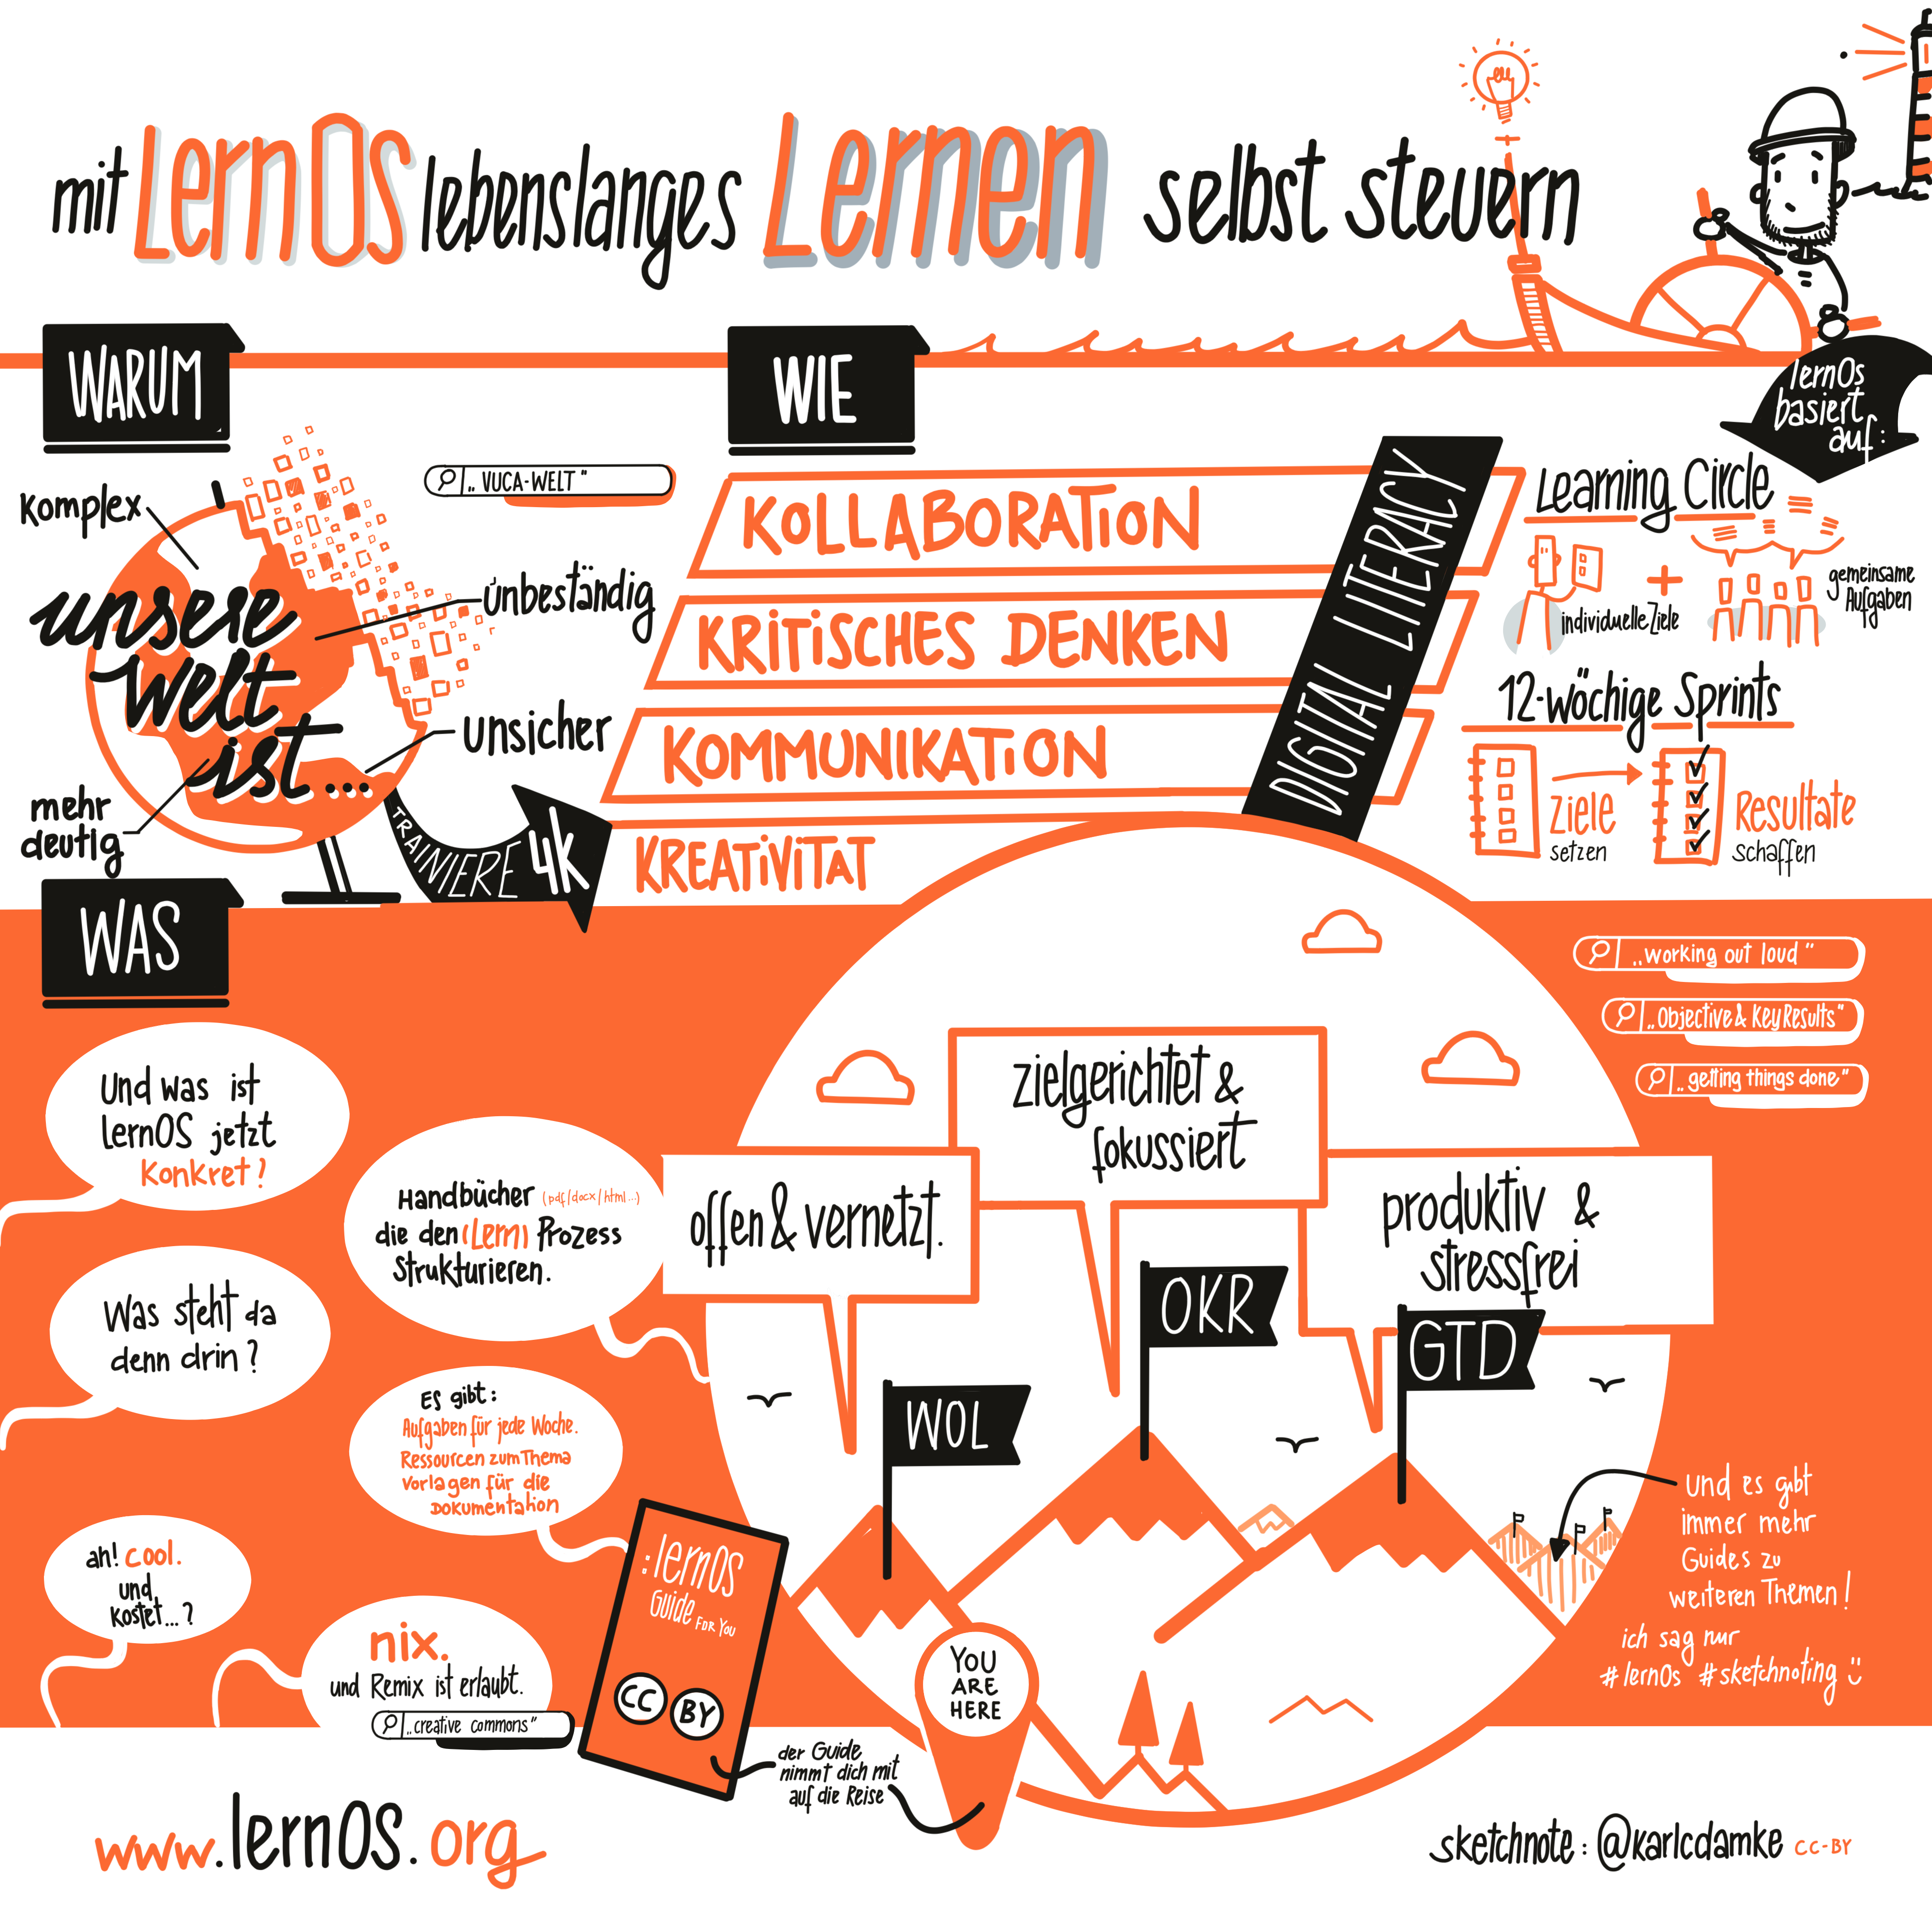 mit LernOS lebenslanges Lernen selbst steuern
WARUM
Komplex
„VUCA-WELT"
unsere
Welt
ist...
unbeständig
unsicher
mehr
deutig
TRAINIERE 4K
WIE
KOLLABORATION
KRITISCHES DENKEN
KOMMUNIKATION
KREATIVITÄT
DIGITAL LITERACY
lernOs
basiert
auf:
Learning Circle
individuelle Ziele
+
gemeinsame
Aufgaben
12-wöchige Sprints
Ziele
setzen
Resultate
schaffen
WAS
Und was ist
LernOS jetzt
Konkret?
Handbücher (pdf/docx/html...)
die den (Lern) Prozess
Strukturieren.
Was steht da
denn drin?
Es gibt:
Aufgaben für jede Woche.
Ressourcen zum Thema
Vorlagen für die
Dokumentation
ah! cool.
und
kostet...?
nix.
und Remix ist erlaubt.
„creative commons"
:lernOS
Guide FOR YOU
CC BY
der Guide
nimmt dich mit
auf die Reise
YOU
ARE
HERE
offen & vernetzt.
WOL
zielgerichtet &
fokussiert
OKR
produktiv &
stressfrei
GTD
„working out loud"
„Objective & Key Results"
„getting things done"
und es gibt
immer mehr
Guides zu
weiteren Themen!
ich sag nur
#lernOs #sketchnoting
www.lernOS.org
sketchnote: @karlcdamke CC-BY